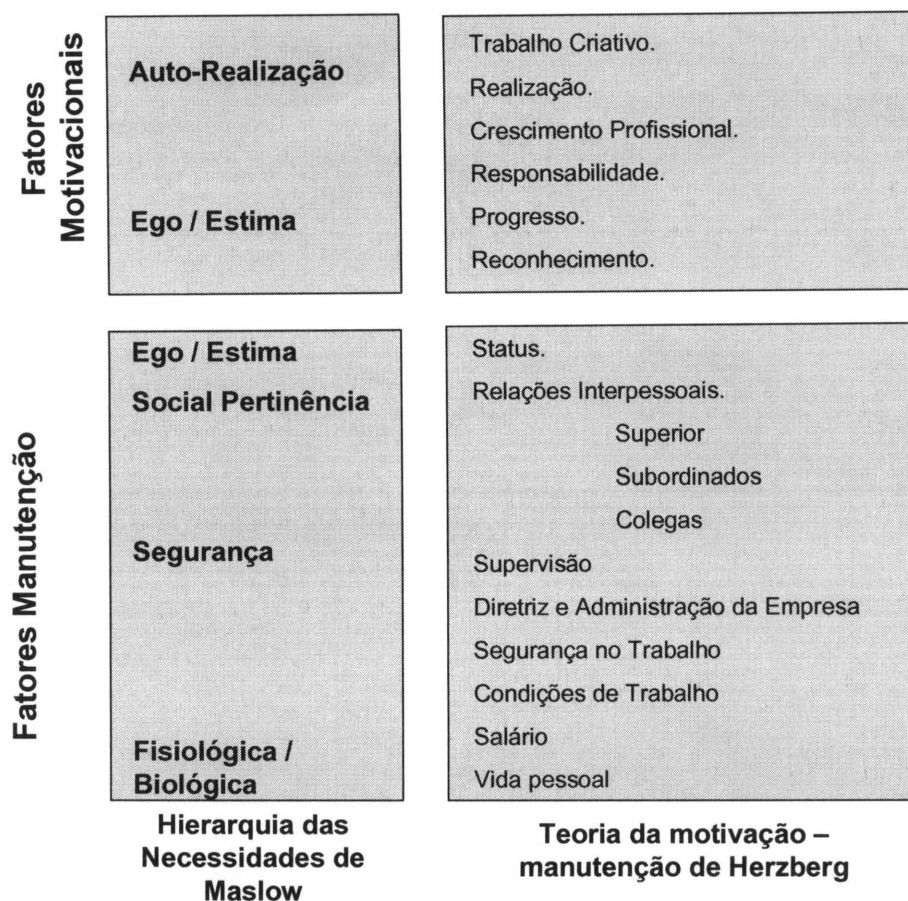 Fatores
Motivacionais
Auto-Realização
Ego / Estima
Trabalho Criativo.
Realização.
Crescimento Profissional.
Responsabilidade.
Progresso.
Reconhecimento.
Fatores Manutenção
Ego / Estima
Social Pertinência
Segurança
Fisiológica /
Biológica
Status.
Relações Interpessoais.
Superior
Subordinados
Colegas
Supervisão
Diretriz e Administração da Empresa
Segurança no Trabalho
Condições de Trabalho
Salário
Vida pessoal
Hierarquia das
Necessidades de
Maslow
Teoria da motivação –
manutenção de Herzberg